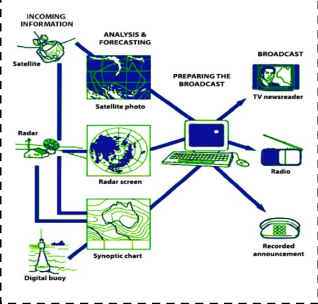 INCOMING
INFORMATION
ANALYSIS &
FORECASTING
PREPARING THE
BROADCAST
BROADCAST
Satellite
Satellite photo
TV newsreader
Radar
Radar screen
Radio
Synoptic chart
Digital buoy
Recorded
announcement